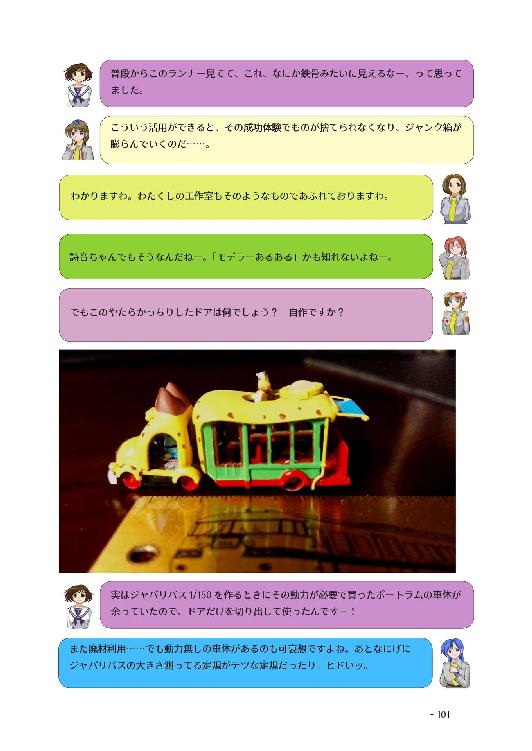 普段からこのランナー見てて、これ、なにか鉄骨みたいに見えるなー、って思って
ました。
こういう活用ができると、その成功体験でものが捨てられなくなり、ジャンク箱が
膨らんでいくのだ……。
わかりますわ。わたくしの工作室もそのようなものであふれておりますわ。
詩音ちゃんでもそうなんだねー。「モデラーあるある」かも知れないよねー。
でもこのやたらかっちりしたドアは何でしょう？　自作ですか？
実はジャパリバス1/150を作るときにその動力が必要で買ったポートラムの車体が
余っていたので、ドアだけを切り出して使ったんですー！
また廃材利用……でも動力無しの車体があるのも可哀想ですよね。あとなにげに
ジャパリバスの大きさ測ってる定規がテツな定規だったり。ヒドいッ。
- 101